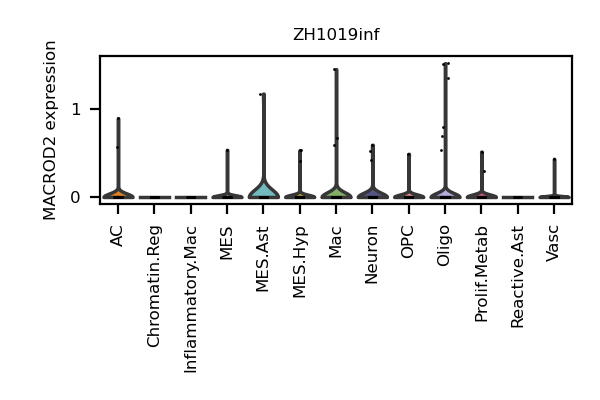 ZH1019inf
MACROD2 expression
1
0
AC
Chromatin.Reg
Inflammatory.Mac
MES
MES.Ast
MES.Hyp
Mac
Neuron
OPC
Oligo
Prolif.Metab
Reactive.Ast
Vasc